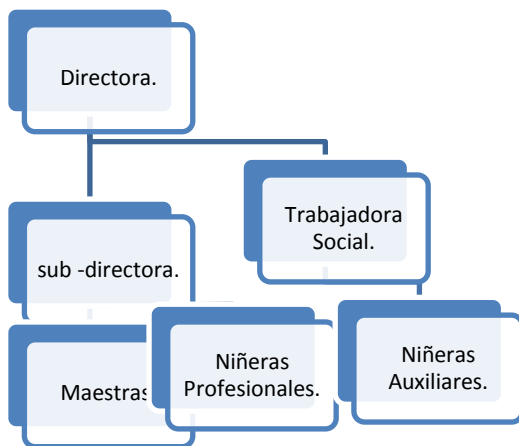 Directora.
Trabajadora
Social.
sub -directora.
Maestras
Niñeras
Profesionales.
Niñeras
Auxiliares.